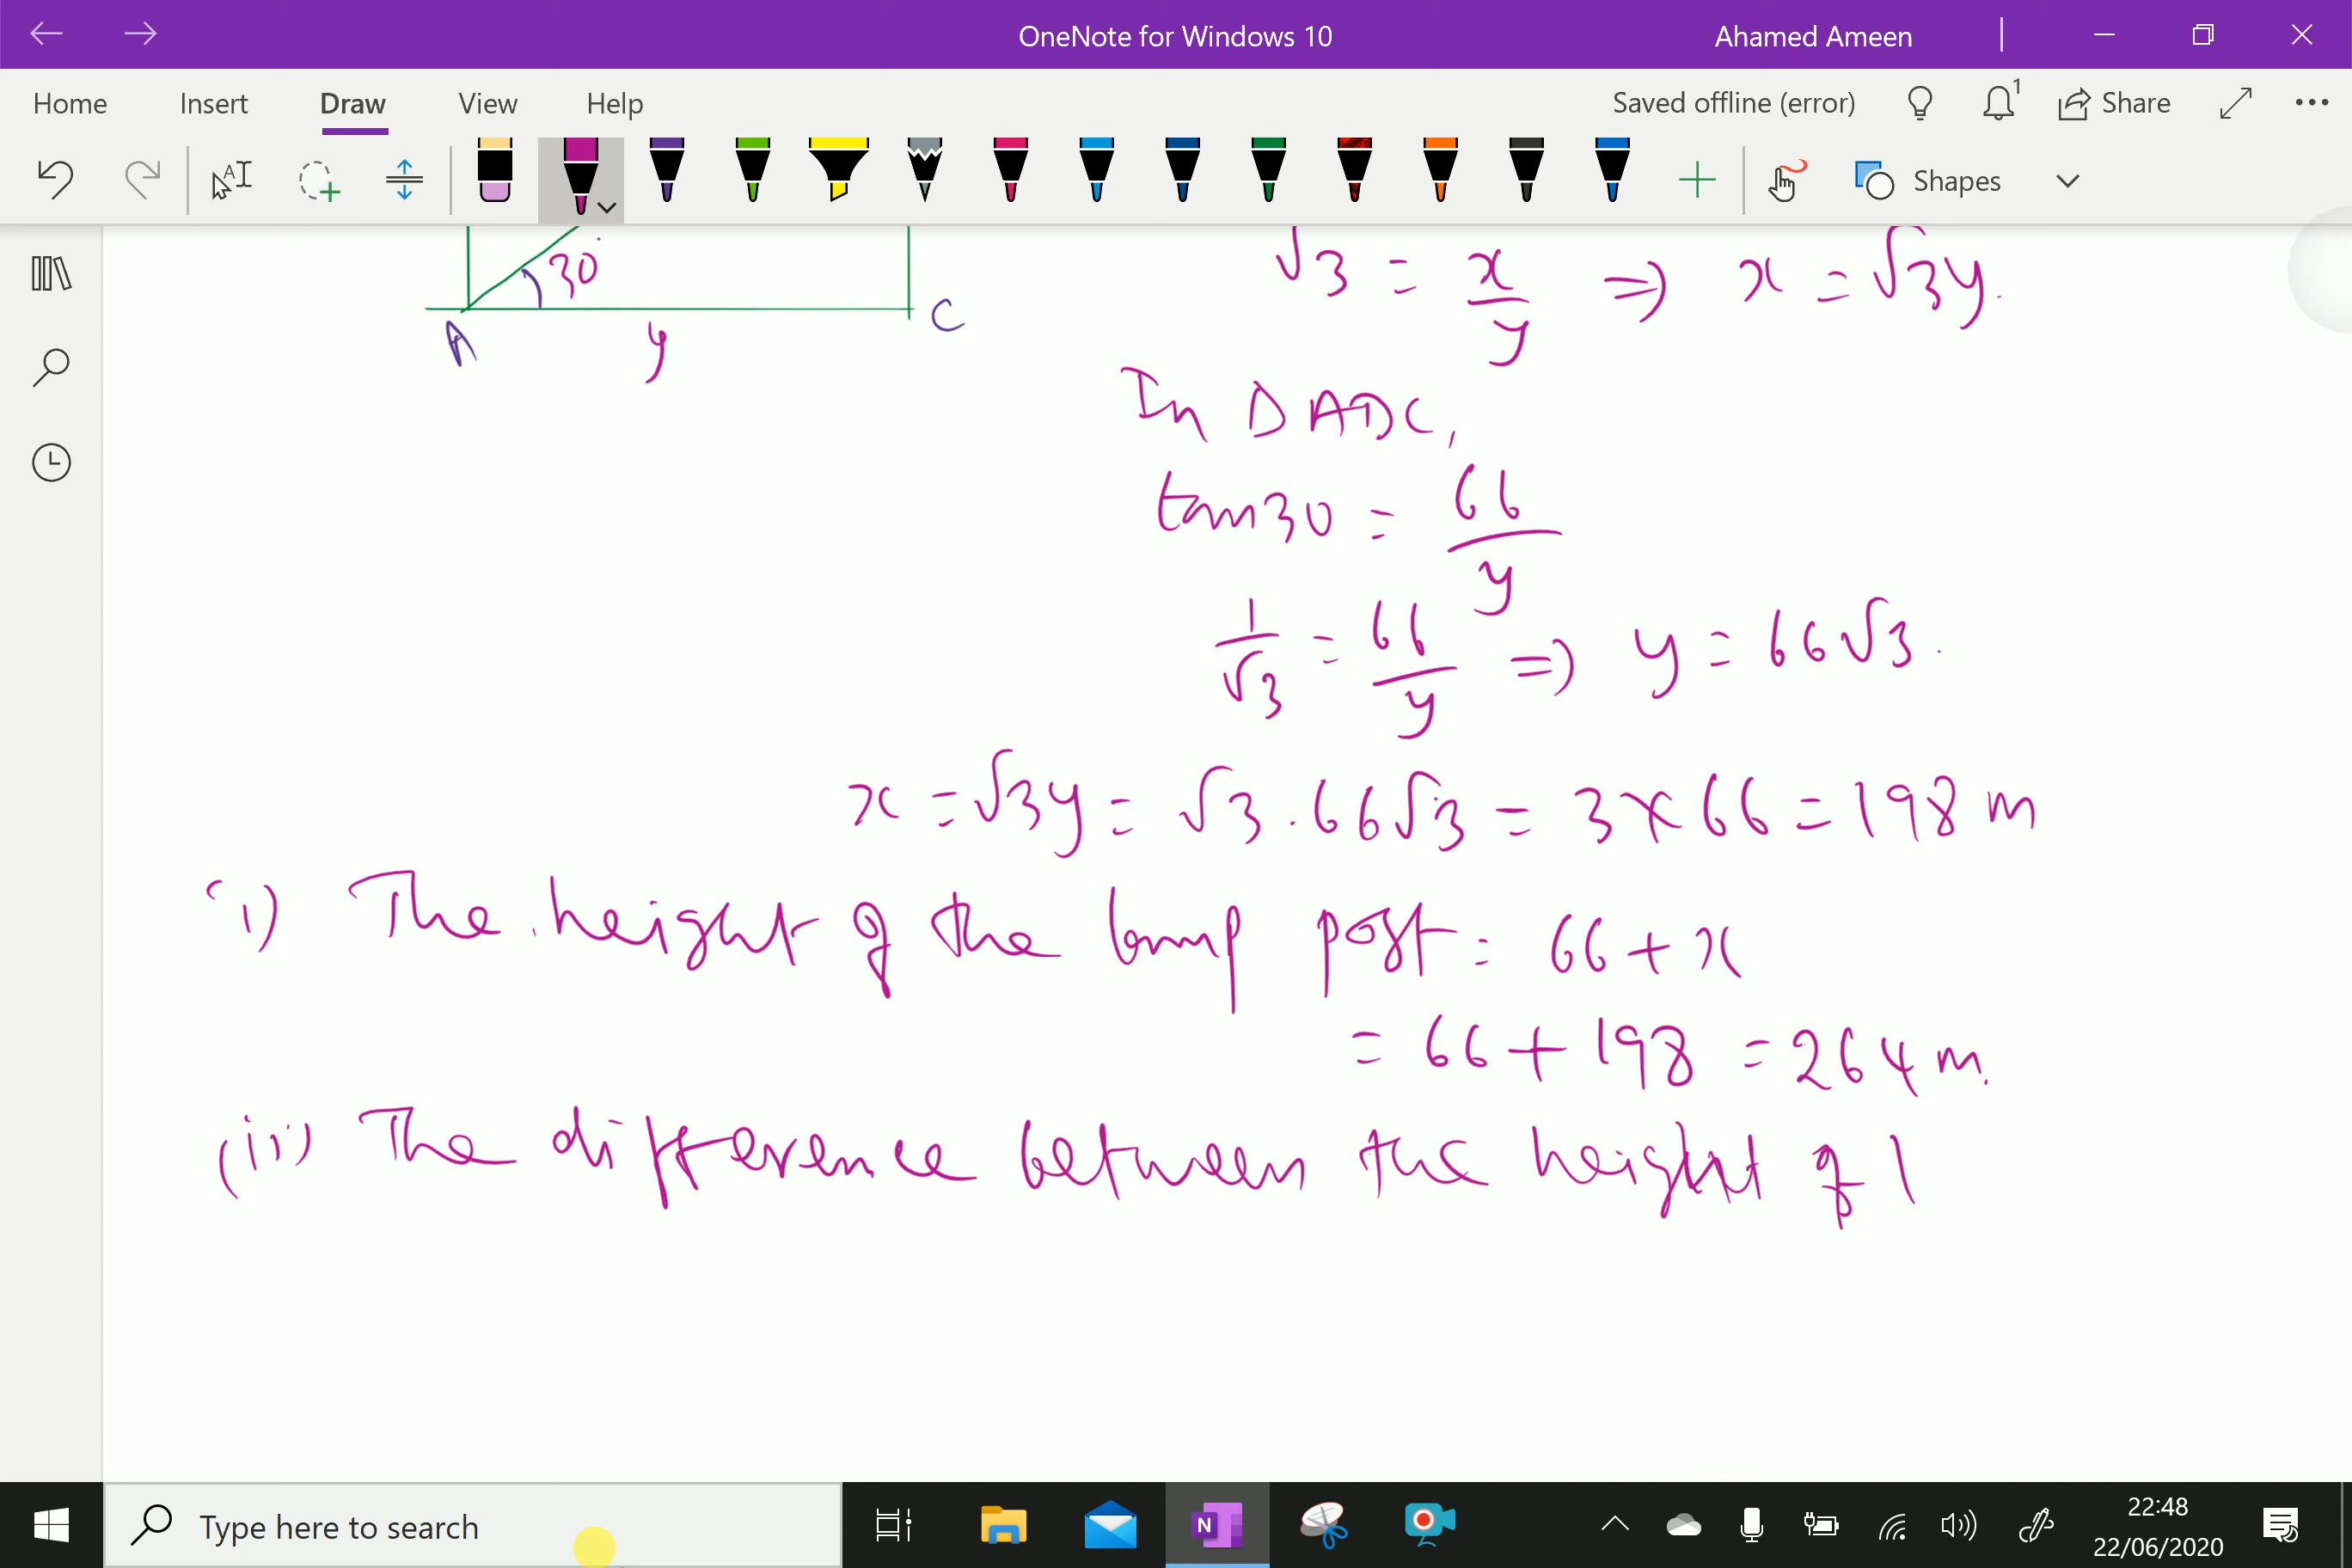 OneNote for Windows 10 Ahamed Ameen
Home Insert Draw View Help Saved offline (error) 1 Share
Shapes
30°
A y C
√3 = x/y ⇒ x = √3y.
In Δ ADC,
tan30 = 66/y
1/√3 = 66/y ⇒ y = 66√3.
x = √3y = √3 . 66√3 = 3×66 = 198 m
i) The height of the lamp post = 66 + x
= 66 + 198 = 264 m.
(ii) The difference between the height of l
Type here to search
22:48
22/06/2020